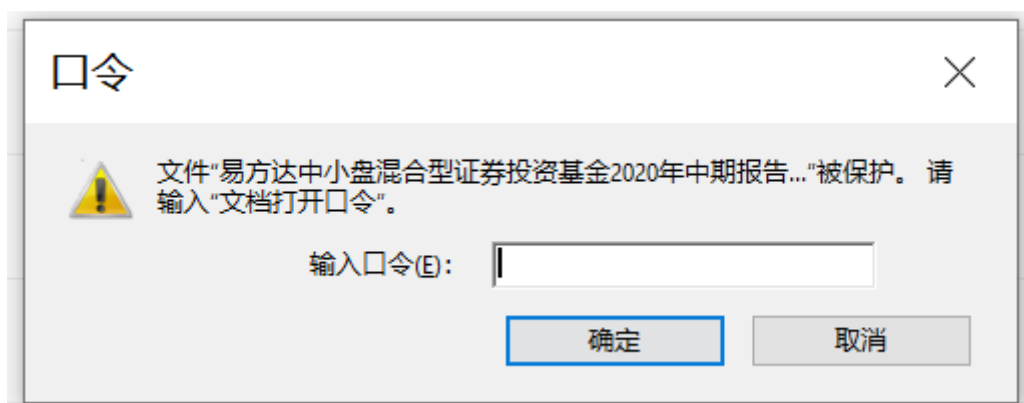 口令
文件“易方达中小盘混合型证券投资基金2020年中期报告...”被保护。 请
输入“文档打开口令”。
输入口令(E)：
确定
取消